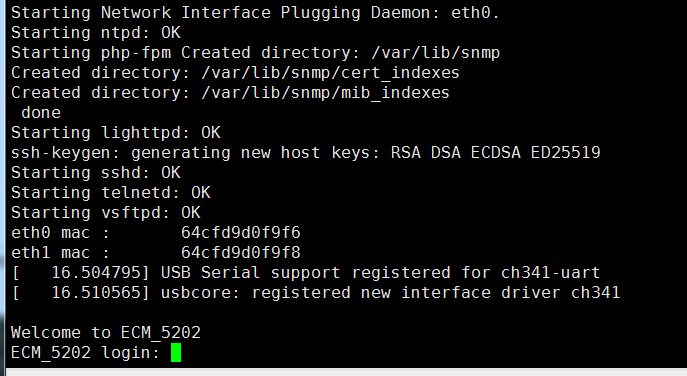 Starting Network Interface Plugging Daemon: eth0.
Starting ntpd: OK
Starting php-fpm Created directory: /var/lib/snmp
Created directory: /var/lib/snmp/cert_indexes
Created directory: /var/lib/snmp/mib_indexes
 done
Starting lighttpd: OK
ssh-keygen: generating new host keys: RSA DSA ECDSA ED25519
Starting sshd: OK
Starting telnetd: OK
Starting vsftpd: OK
eth0 mac :       64cfd9d0f9f6
eth1 mac :       64cfd9d0f9f8
[   16.504795] USB Serial support registered for ch341-uart
[   16.510565] usbcore: registered new interface driver ch341
Welcome to ECM_5202
ECM_5202 login: